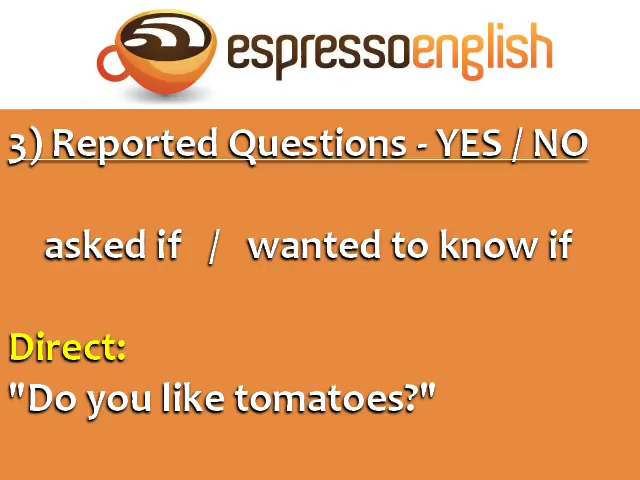 espressoenglish
3) Reported Questions - YES / NO
asked if / wanted to know if
Direct:
"Do you like tomatoes?"